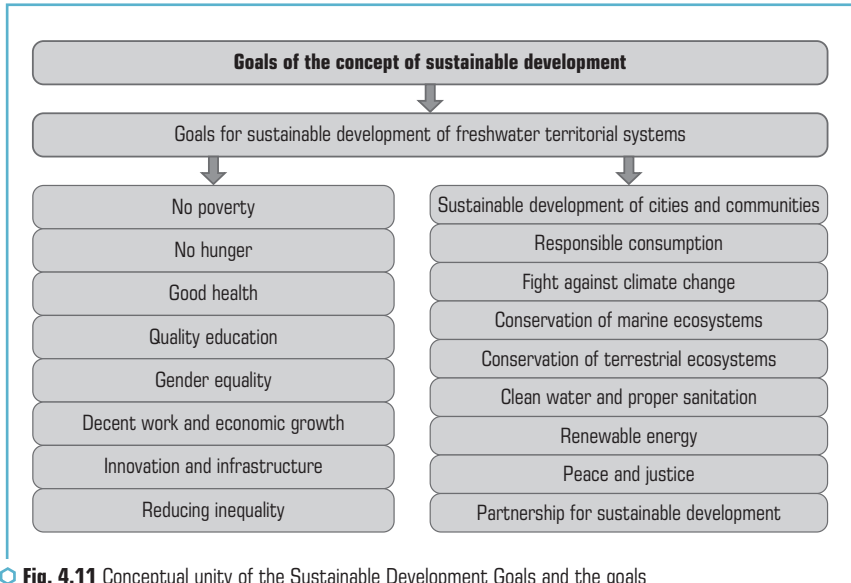 Goals of the concept of sustainable development
Goals for sustainable development of freshwater territorial systems
No poverty
No hunger
Good health
Quality education
Gender equality
Decent work and economic growth
Innovation and infrastructure
Reducing inequality
Sustainable development of cities and communities
Responsible consumption
Fight against climate change
Conservation of marine ecosystems
Conservation of terrestrial ecosystems
Clean water and proper sanitation
Renewable energy
Peace and justice
Partnership for sustainable development
Fig. 4.11 Conceptual unity of the Sustainable Development Goals and the goals